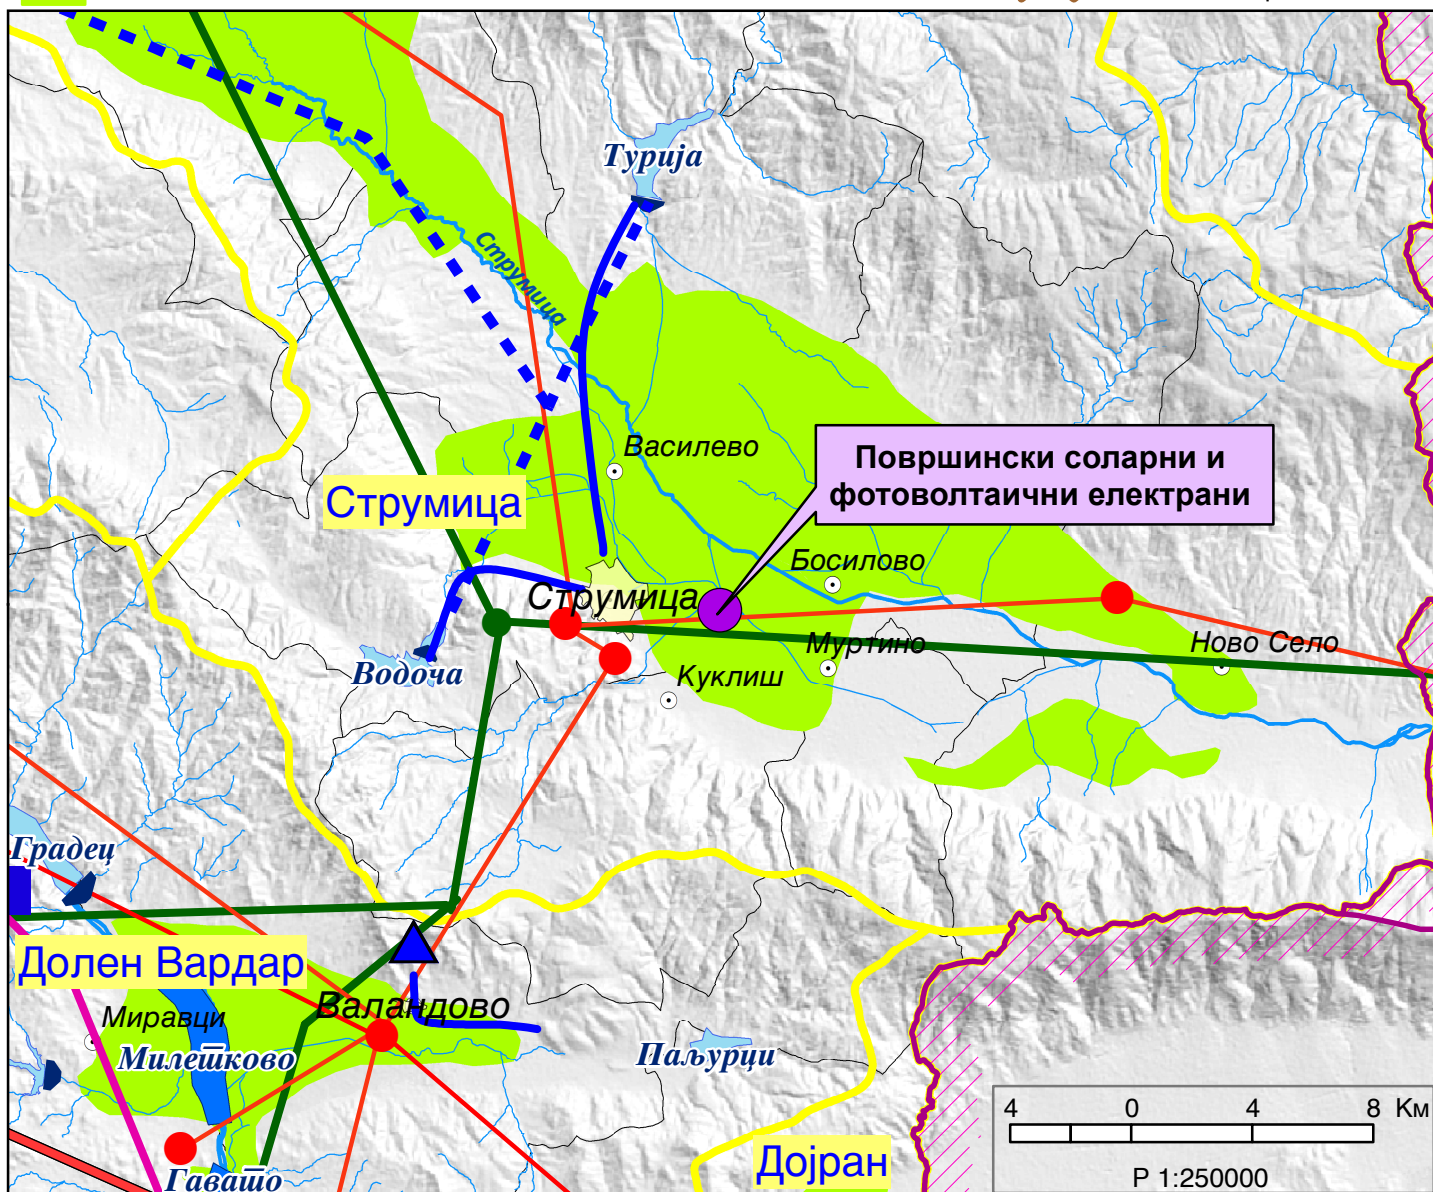 Турија
Струмица
Василево
Површински соларни и
фотоволтаични електрани
Струмица
Босилово
Струмица
Муртино
Ново Село
Водоча
Куклиш
Градец
Долен Вардар
Валандово
Миравци
Милешково
Паљурци
4 0 4 8 Км
Дојран
Р 1:250000
Гавато